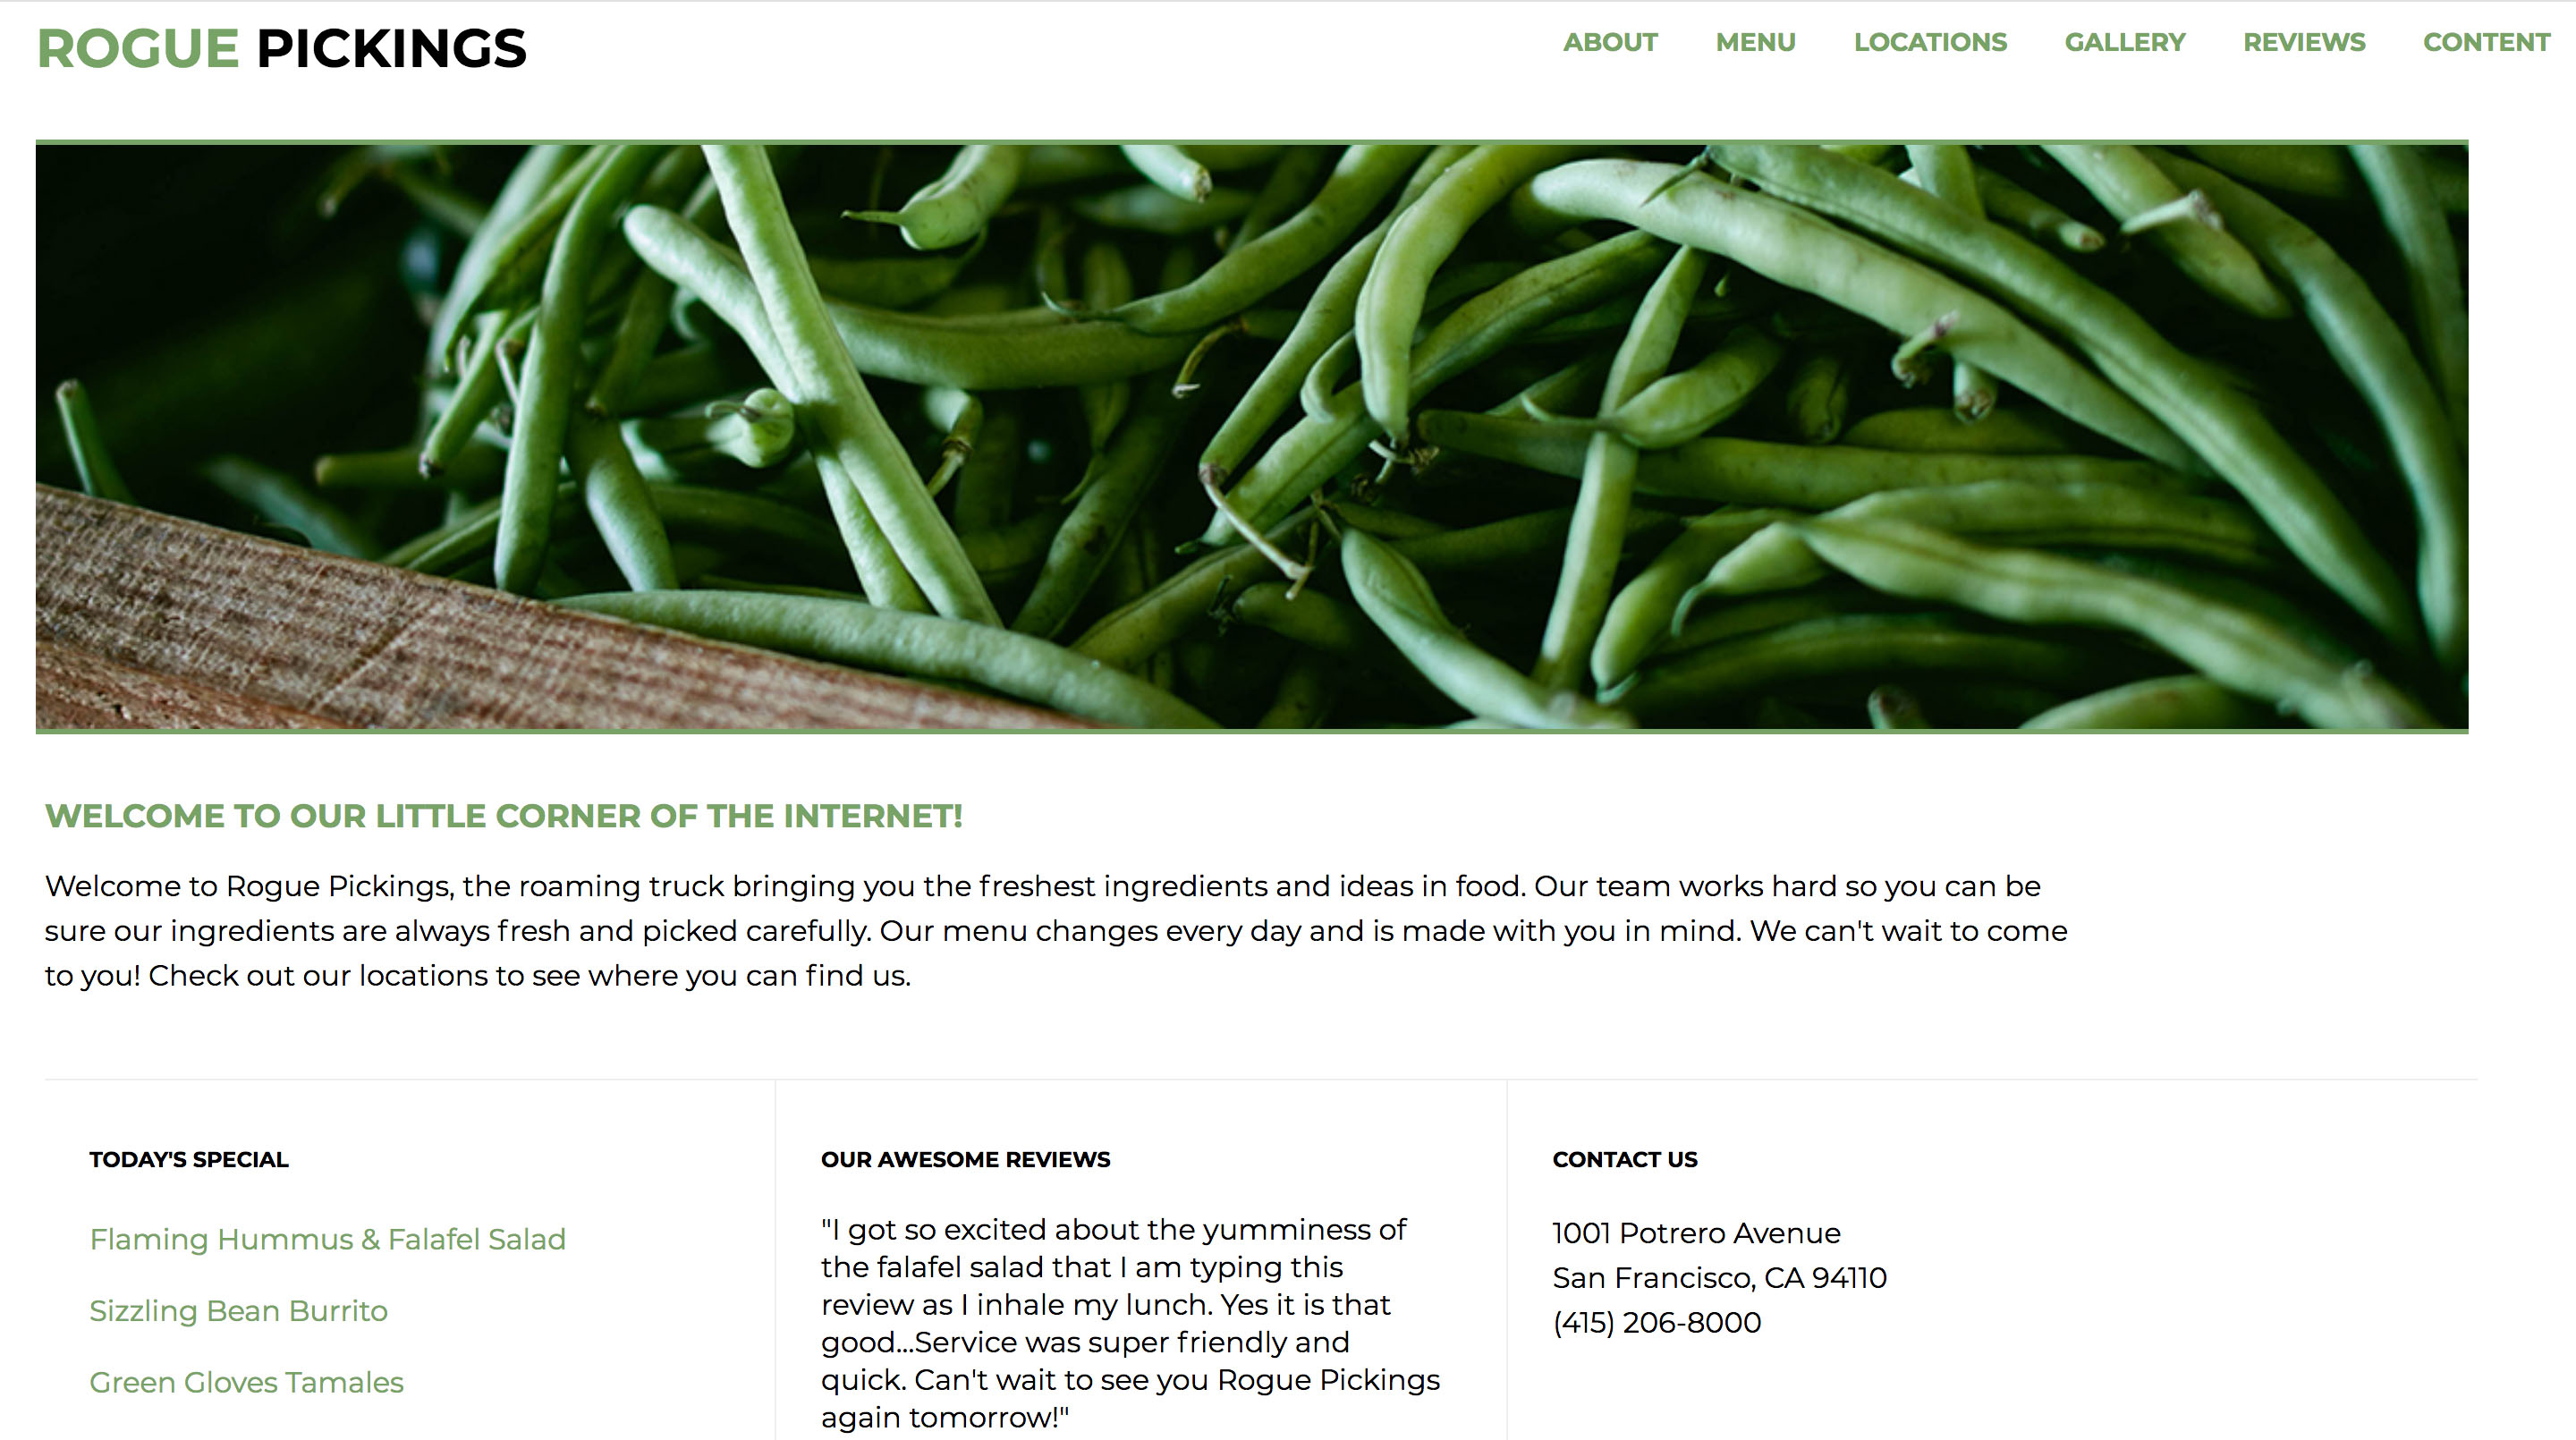 ROGUE PICKINGS
ABOUT MENU LOCATIONS GALLERY REVIEWS CONTENT
WELCOME TO OUR LITTLE CORNER OF THE INTERNET!
Welcome to Rogue Pickings, the roaming truck bringing you the freshest ingredients and ideas in food. Our team works hard so you can be
sure our ingredients are always fresh and picked carefully. Our menu changes every day and is made with you in mind. We can't wait to come
to you! Check out our locations to see where you can find us.
TODAY'S SPECIAL
Flaming Hummus & Falafel Salad
Sizzling Bean Burrito
Green Gloves Tamales
OUR AWESOME REVIEWS
"I got so excited about the yumminess of
the falafel salad that I am typing this
review as I inhale my lunch. Yes it is that
good...Service was super friendly and
quick. Can't wait to see you Rogue Pickings
again tomorrow!"
CONTACT US
1001 Potrero Avenue
San Francisco, CA 94110
(415) 206-8000